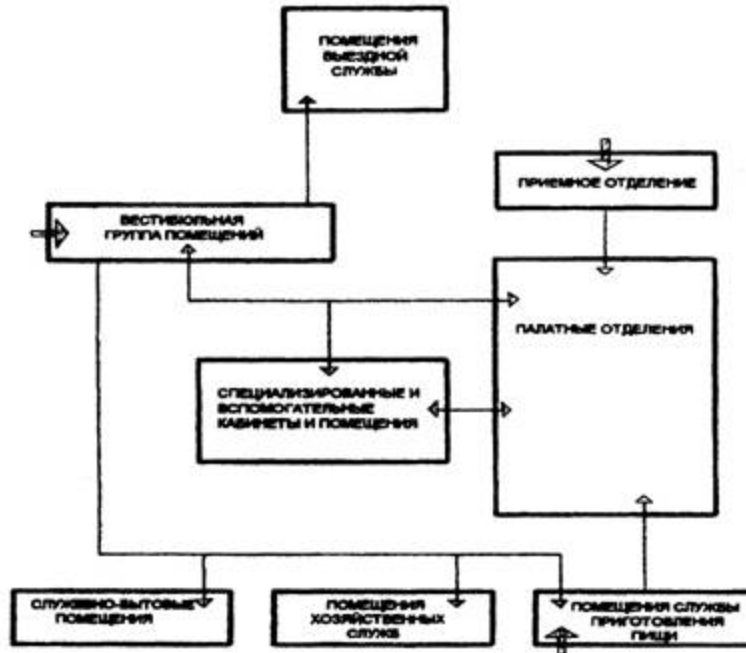 ПОМЕЩЕНИЯ
ВЫЕЗДНОЙ
СЛУЖБЫ
ПРИЕМНОЕ ОТДЕЛЕНИЕ
ВЕСТИБЮЛЬНАЯ
ГРУППА ПОМЕЩЕНИЙ
ПАЛАТНЫЕ ОТДЕЛЕНИЯ
СПЕЦИАЛИЗИРОВАННЫЕ И
ВСПОМОГАТЕЛЬНЫЕ
КАБИНЕТЫ И ПОМЕЩЕНИЯ
СЛУЖЕБНО-БЫТОВЫЕ
ПОМЕЩЕНИЯ
ПОМЕЩЕНИЯ
ХОЗЯЙСТВЕННЫХ
СЛУЖБ
ПОМЕЩЕНИЯ СЛУЖБЫ
ПРИГОТОВЛЕНИЯ
ПИЩИ